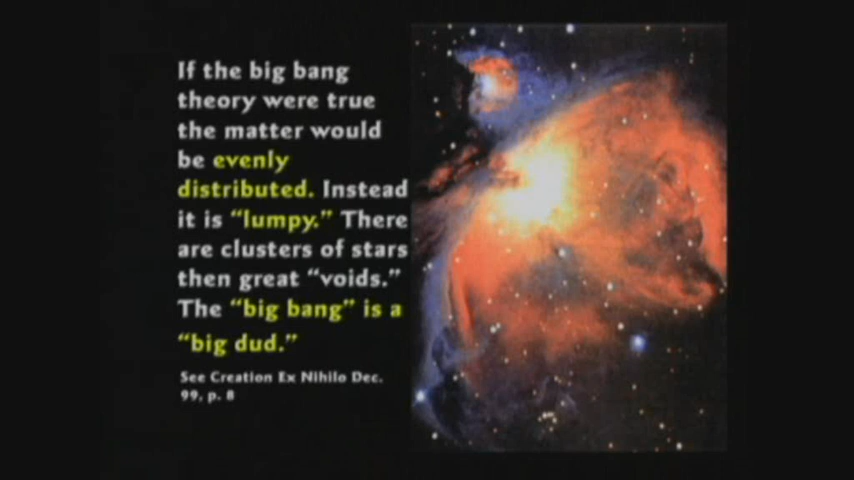 If the big bang
theory were true
the matter would
be evenly
distributed. Instead
it is “lumpy.” There
are clusters of stars
then great “voids.”
The “big bang” is a
“big dud.”
See Creation Ex Nihilo Dec.
99, p. 8